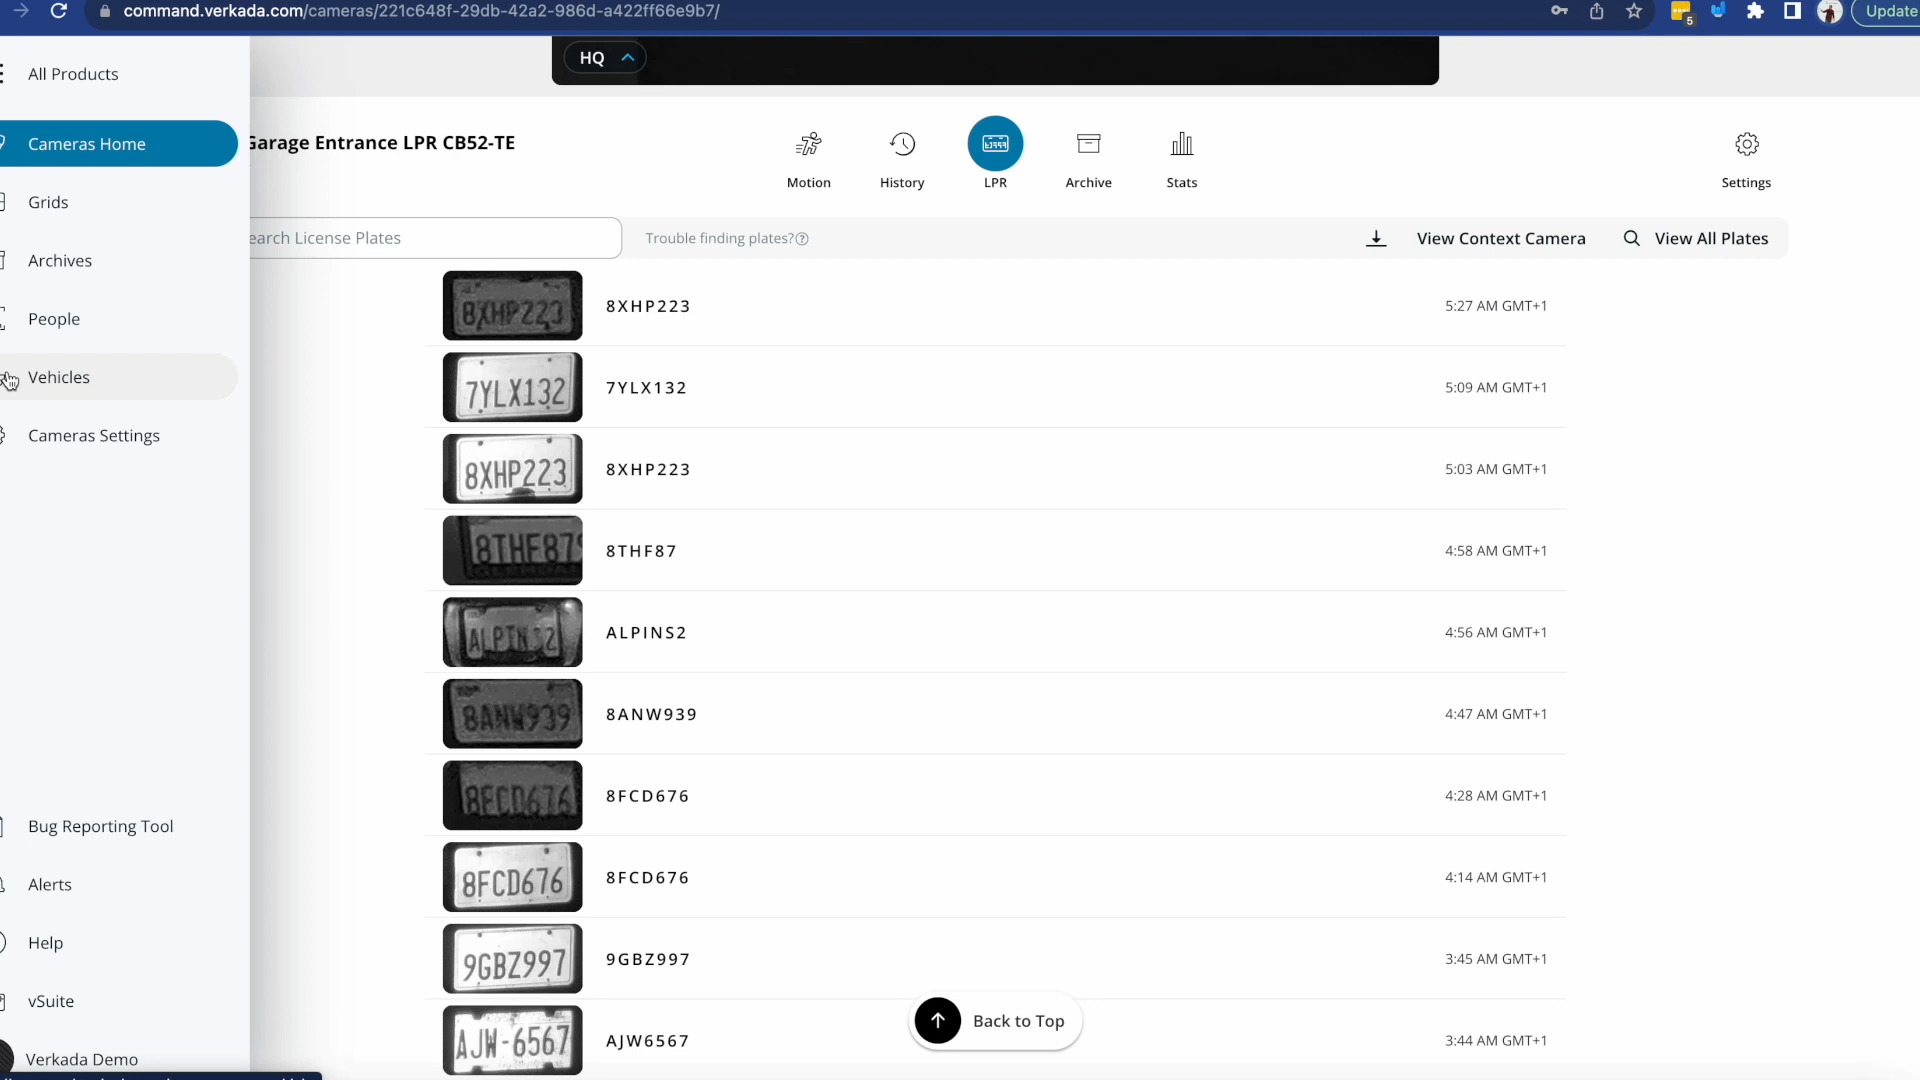 command.verkada.com/cameras/221c648f-29db-42a2-986d-a422ff66e9b7/
5
Update
HQ
All Products
Cameras Home
Grids
Archives
People
Vehicles
Cameras Settings
Bug Reporting Tool
Alerts
Help
vSuite
Verkada Demo
Garage Entrance LPR CB52-TE
Motion
History
LPR
Archive
Stats
Settings
earch License Plates
Trouble finding plates?
View Context Camera
View All Plates
8XHP223 8XHP223 5:27 AM GMT+1
7YLX132 7YLX132 5:09 AM GMT+1
8XHP223 8XHP223 5:03 AM GMT+1
8THF87 8THF87 4:58 AM GMT+1
ALPINS2 ALPINS2 4:56 AM GMT+1
8ANW939 8ANW939 4:47 AM GMT+1
8FCD676 8FCD676 4:28 AM GMT+1
8FCD676 8FCD676 4:14 AM GMT+1
9GBZ997 9GBZ997 3:45 AM GMT+1
AJW-6567 AJW6567 3:44 AM GMT+1
Back to Top